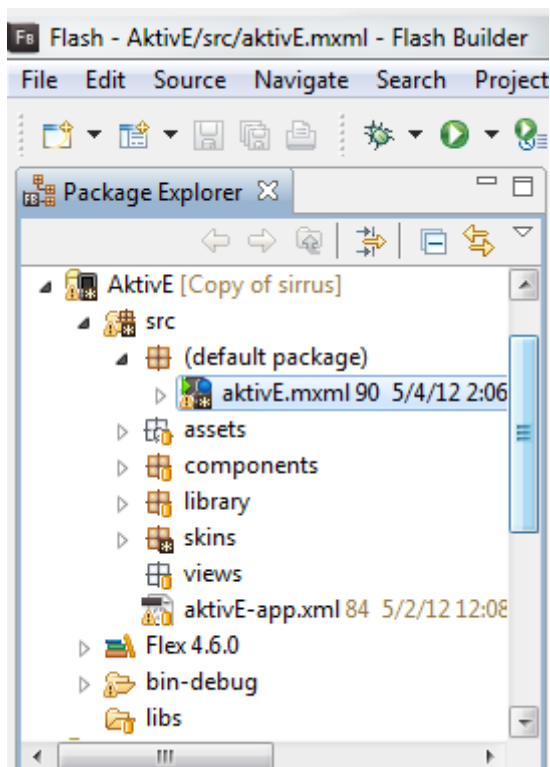 Fb Flash - AktivE/src/aktivE.mxml - Flash Builder
File Edit Source Navigate Search Project
FB Package Explorer
AktivE [Copy of sirrus]
src
(default package)
aktivE.mxml 90 5/4/12 2:06
assets
components
library
skins
views
aktivE-app.xml 84 5/2/12 12:08
Flex 4.6.0
bin-debug
libs